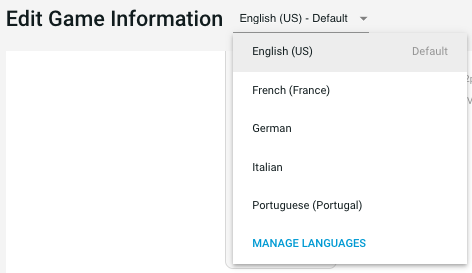 Edit Game Information English (US) - Default
English (US) Default
French (France)
German
Italian
Portuguese (Portugal)
MANAGE LANGUAGES